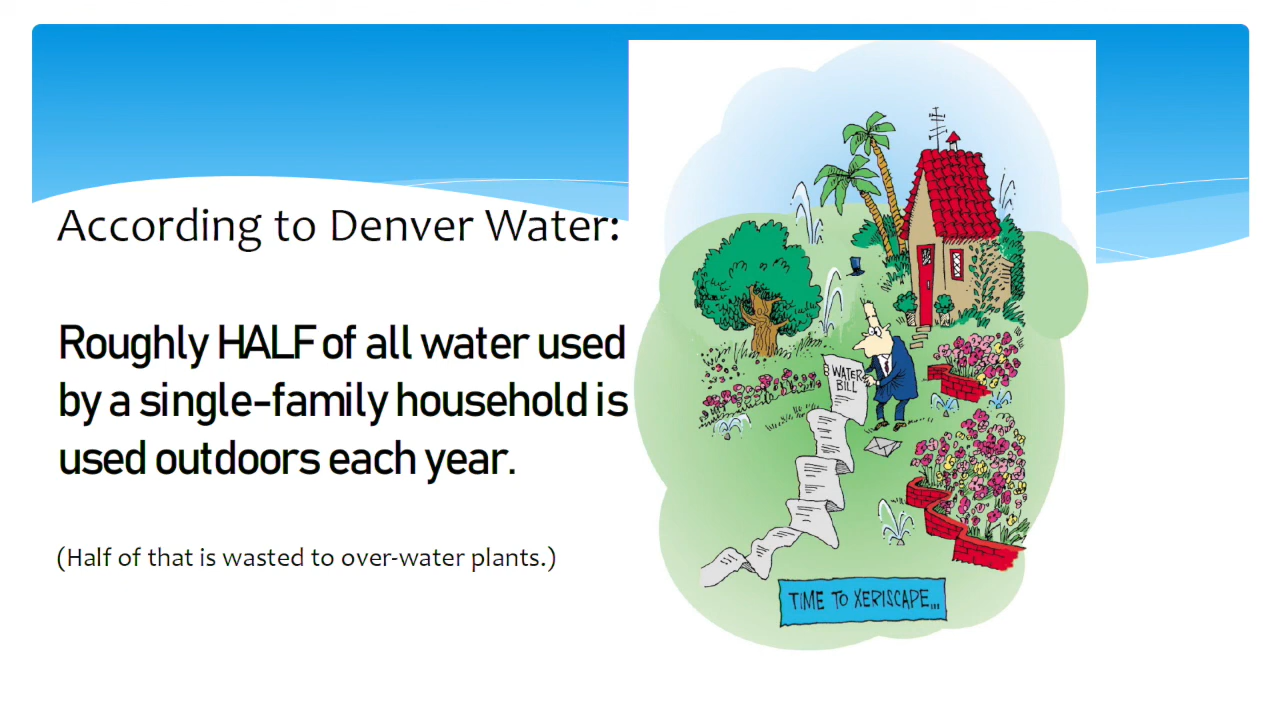 According to Denver Water:
Roughly HALF of all water used
by a single-family household is
used outdoors each year.
(Half of that is wasted to over-water plants.)
WATER
BILL
TIME TO XERISCAPE...